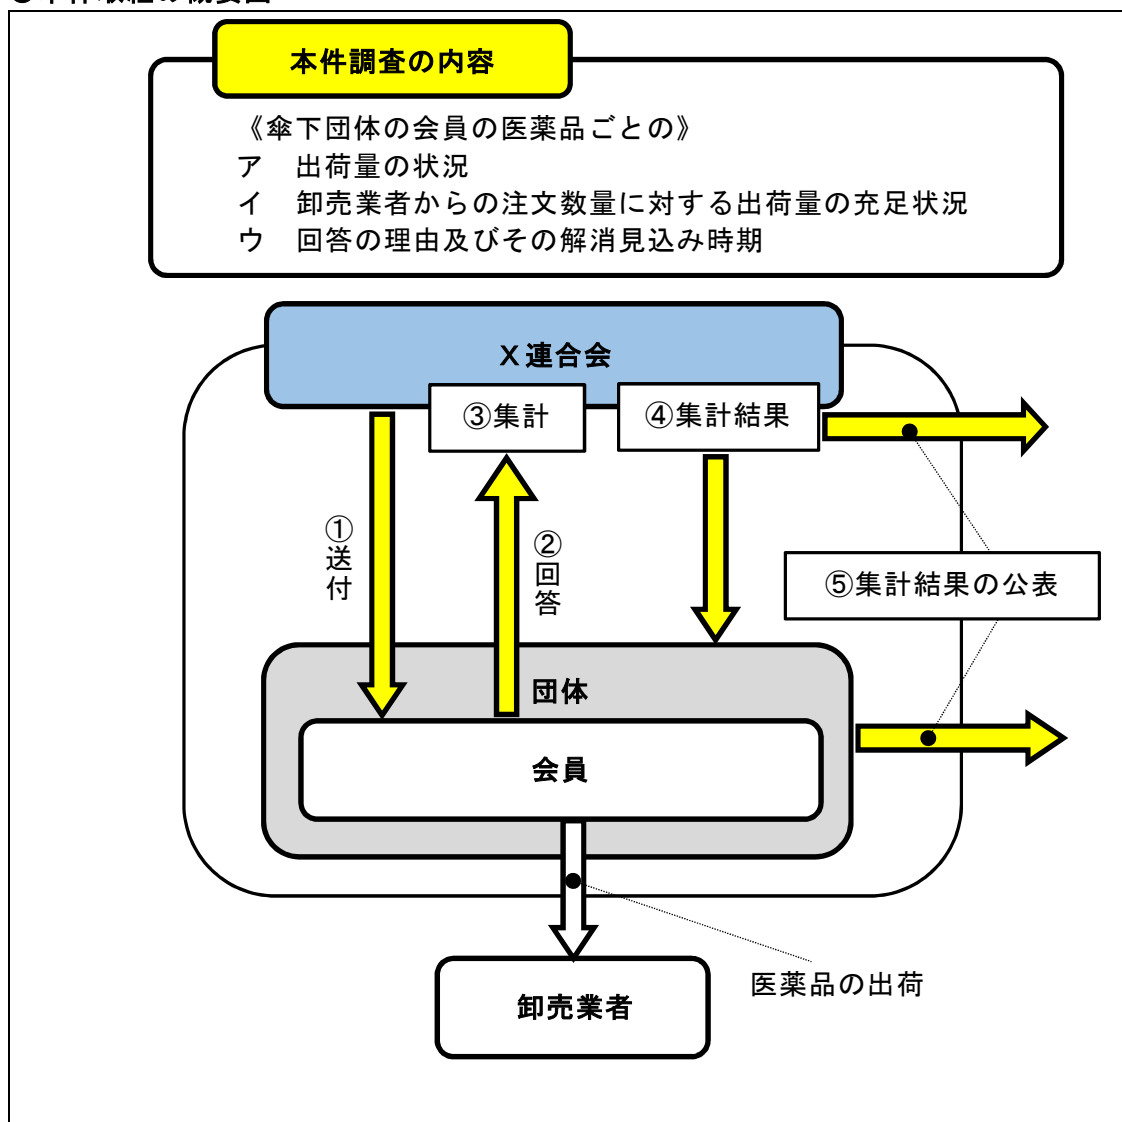 本件調査の内容
《傘下団体の会員の医薬品ごとの》
ア　出荷量の状況
イ　卸売業者からの注文数量に対する出荷量の充足状況
ウ　回答の理由及びその解消見込み時期
X連合会
③集計
④集計結果
①送付
②回答
⑤集計結果の公表
団体
会員
医薬品の出荷
卸売業者